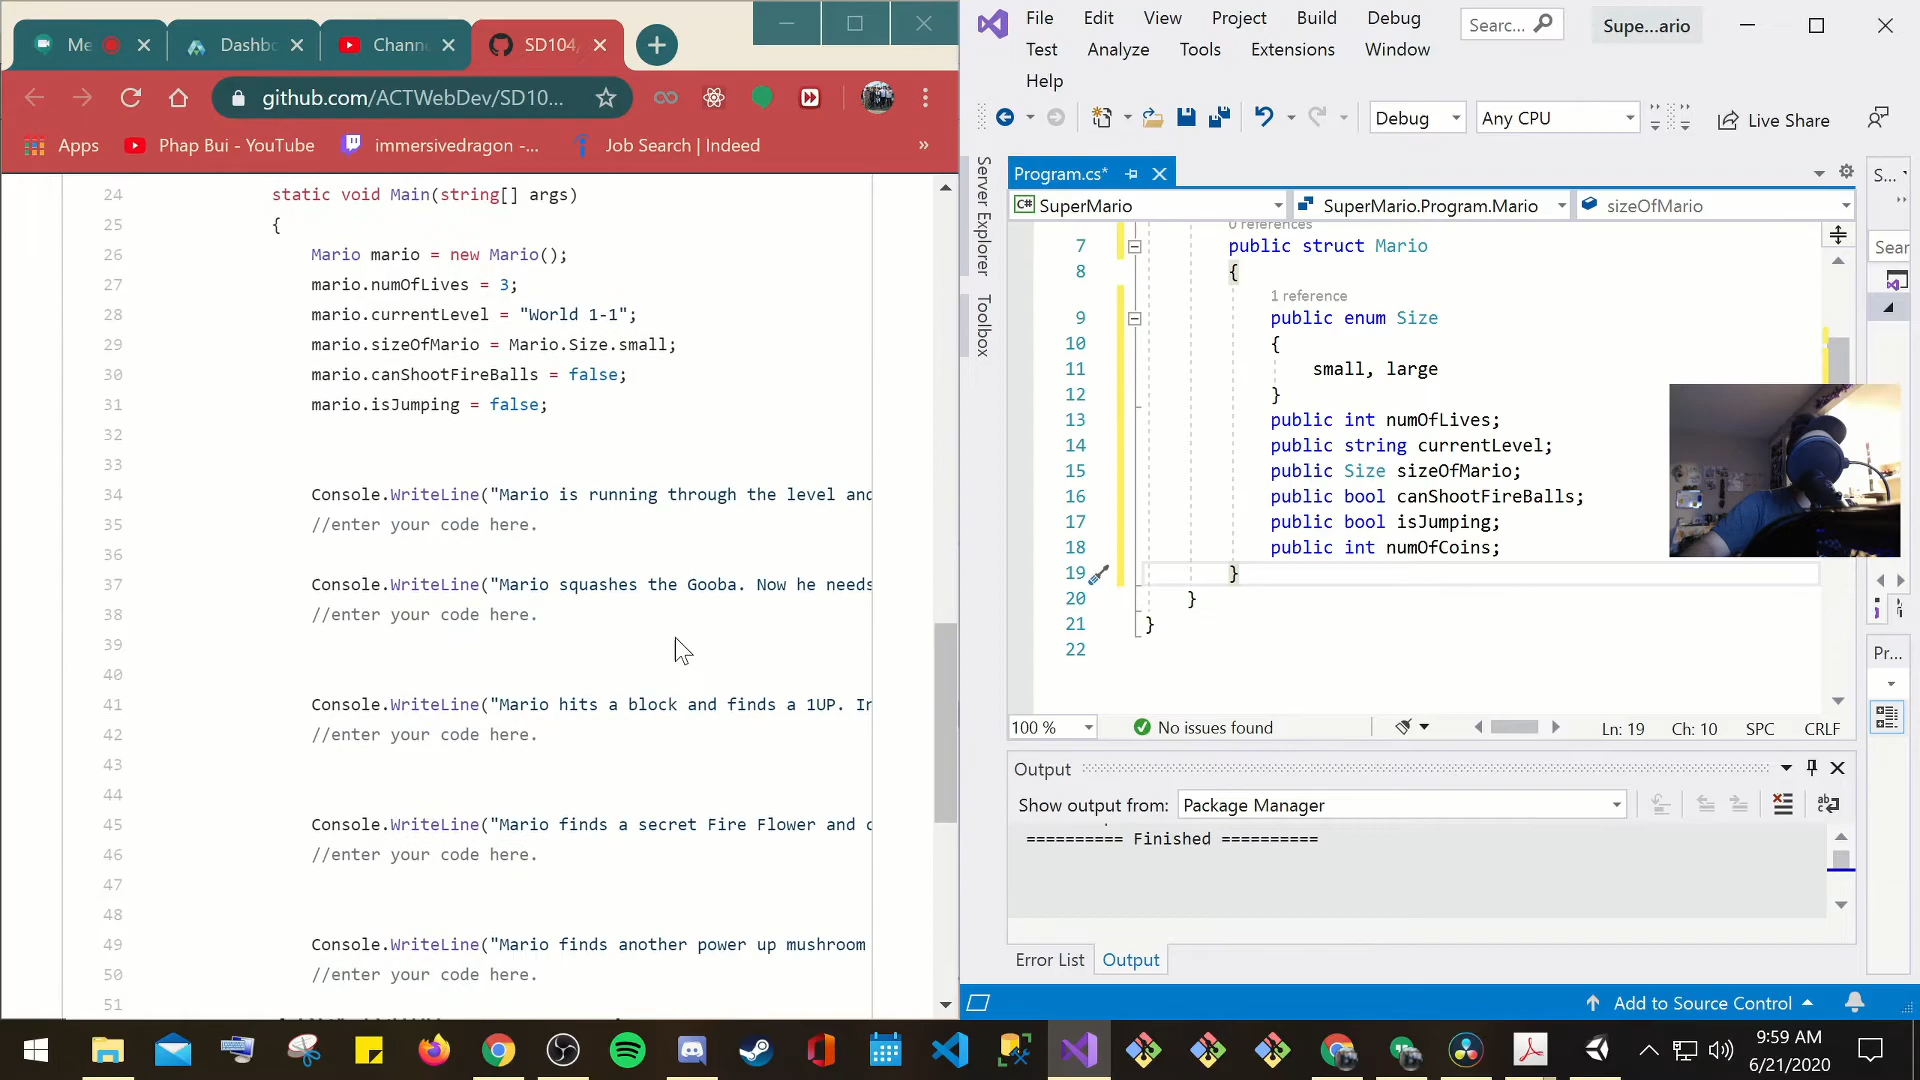 Me
Dashb
Chann
SD104
github.com/ACTWebDev/SD10...
Apps
Phap Bui - YouTube
immersivedragon -...
Job Search | Indeed
»
24 static void Main(string[] args)
25 {
26 Mario mario = new Mario();
27 mario.numOfLives = 3;
28 mario.currentLevel = "World 1-1";
29 mario.sizeOfMario = Mario.Size.small;
30 mario.canShootFireBalls = false;
31 mario.isJumping = false;
32
33
34 Console.WriteLine("Mario is running through the level and
35 //enter your code here.
36
37 Console.WriteLine("Mario squashes the Gooba. Now he needs
38 //enter your code here.
39
40
41 Console.WriteLine("Mario hits a block and finds a 1UP. In
42 //enter your code here.
43
44
45 Console.WriteLine("Mario finds a secret Fire Flower and c
46 //enter your code here.
47
48
49 Console.WriteLine("Mario finds another power up mushroom
50 //enter your code here.
51
File Edit View Project Build Debug
Test Analyze Tools Extensions Window
Help
Searc...
Supe...ario
Debug
Any CPU
Live Share
Server Explorer
Toolbox
Program.cs*
SuperMario
SuperMario.Program.Mario
sizeOfMario
0 references
7 public struct Mario
8 {
1 reference
9 public enum Size
10 {
11 small, large
12 }
13 public int numOfLives;
14 public string currentLevel;
15 public Size sizeOfMario;
16 public bool canShootFireBalls;
17 public bool isJumping;
18 public int numOfCoins;
19 }
20 }
21 }
22
S...
Sear
Pr...
100 %
No issues found
Ln: 19 Ch: 10 SPC CRLF
Output
Show output from: Package Manager
========== Finished ==========
Error List
Output
Add to Source Control
9:59 AM
6/21/2020